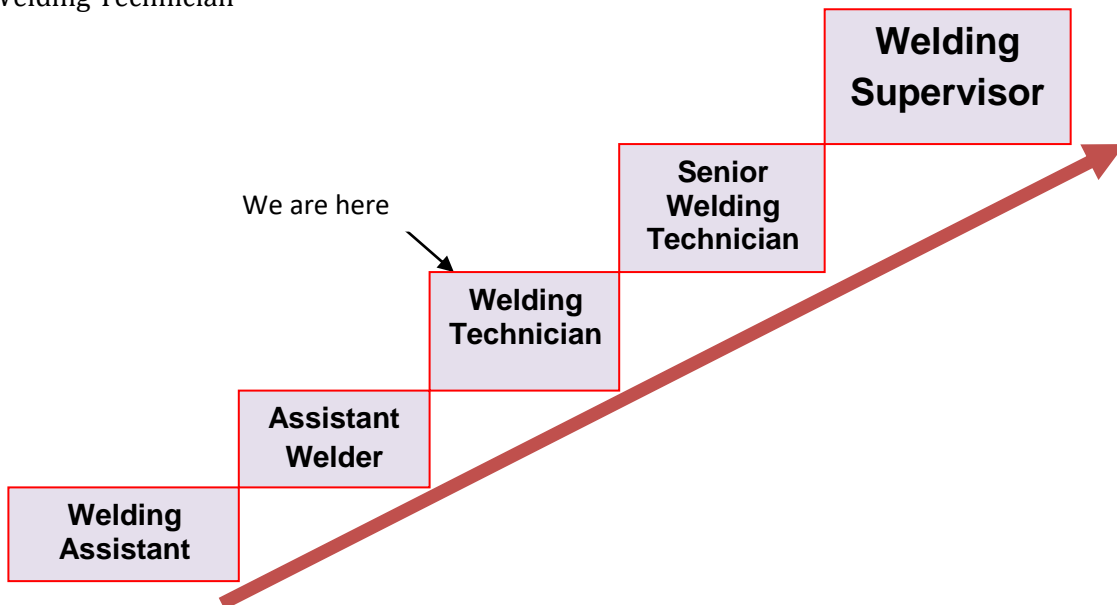 Welding Technician
Welding
Supervisor
Senior
Welding
Technician
We are here
Welding
Technician
Assistant
Welder
Welding
Assistant